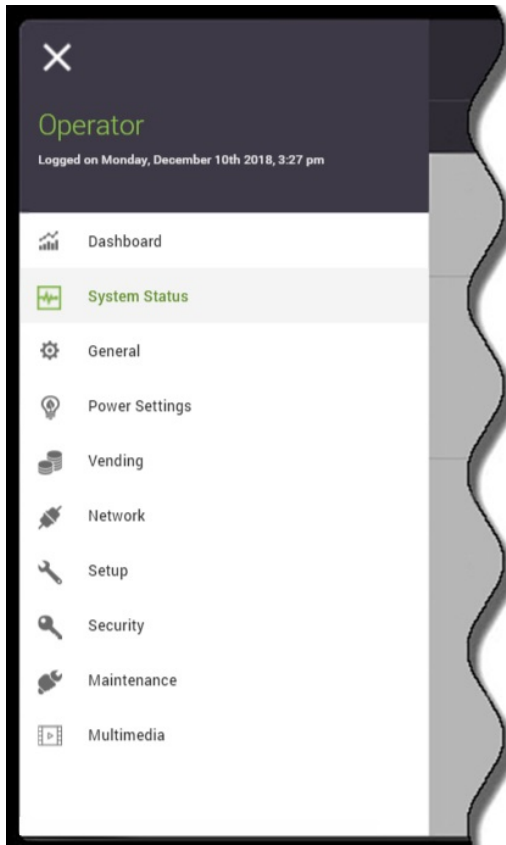 Operator
Logged on Monday, December 10th 2018, 3:27 pm
Dashboard
System Status
General
Power Settings
Vending
Network
Setup
Security
Maintenance
Multimedia